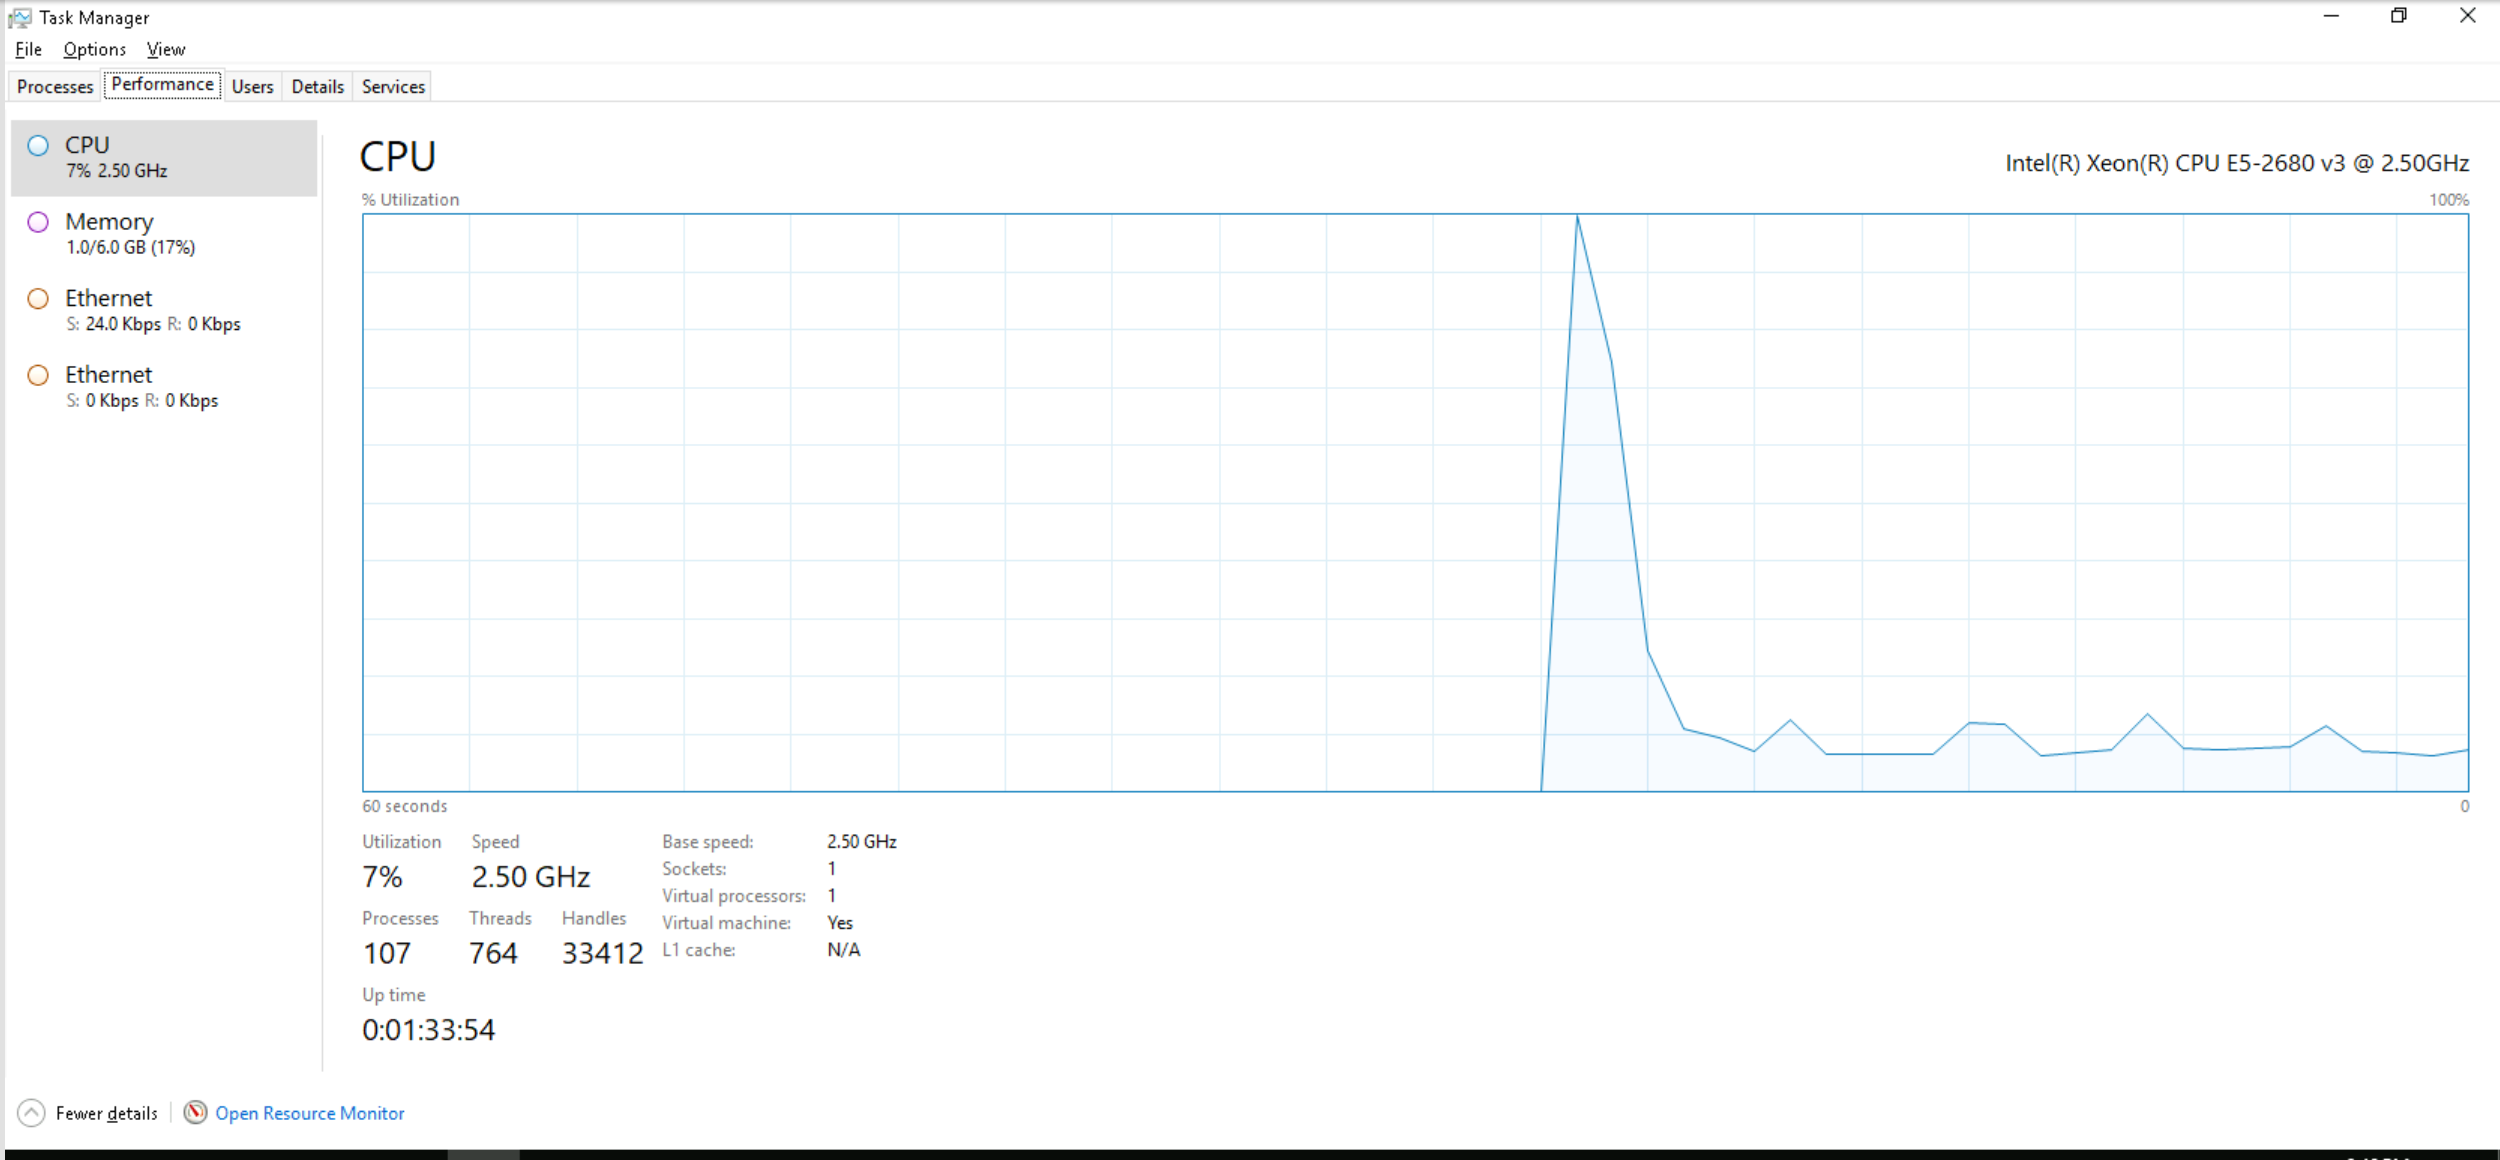 Task Manager
File Options View
Processes Performance Users Details Services
CPU
7% 2.50 GHz
Memory
1.0/6.0 GB (17%)
Ethernet
S: 24.0 Kbps R: 0 Kbps
Ethernet
S: 0 Kbps R: 0 Kbps
CPU
Intel(R) Xeon(R) CPU E5-2680 v3 @ 2.50GHz
% Utilization 100%
60 seconds 0
Utilization Speed
7% 2.50 GHz
Processes Threads Handles
107 764 33412
Up time
0:01:33:54
Base speed: 2.50 GHz
Sockets: 1
Virtual processors: 1
Virtual machine: Yes
L1 cache: N/A
Fewer details Open Resource Monitor